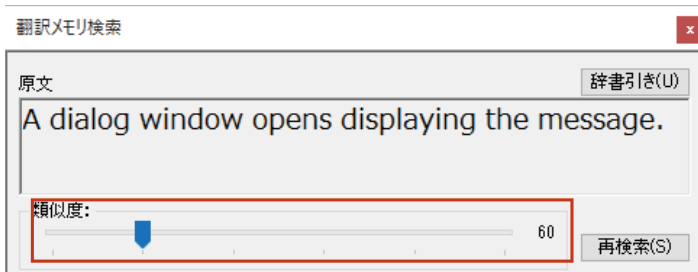 翻訳メモリ検索
x
原文
辞書引き(U)
A dialog window opens displaying the message.
類似度:
60
再検索(S)